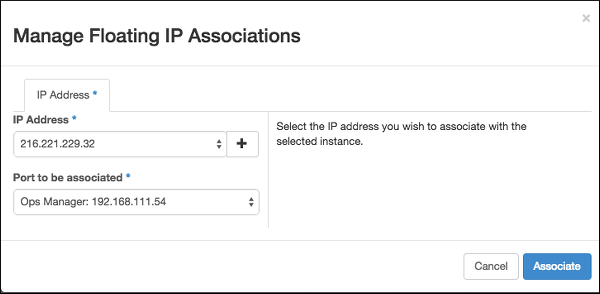 ×
Manage Floating IP Associations
IP Address *
IP Address *
216.221.229.32
+
Port to be associated *
Ops Manager: 192.168.111.54
Select the IP address you wish to associate with the
selected instance.
Cancel
Associate